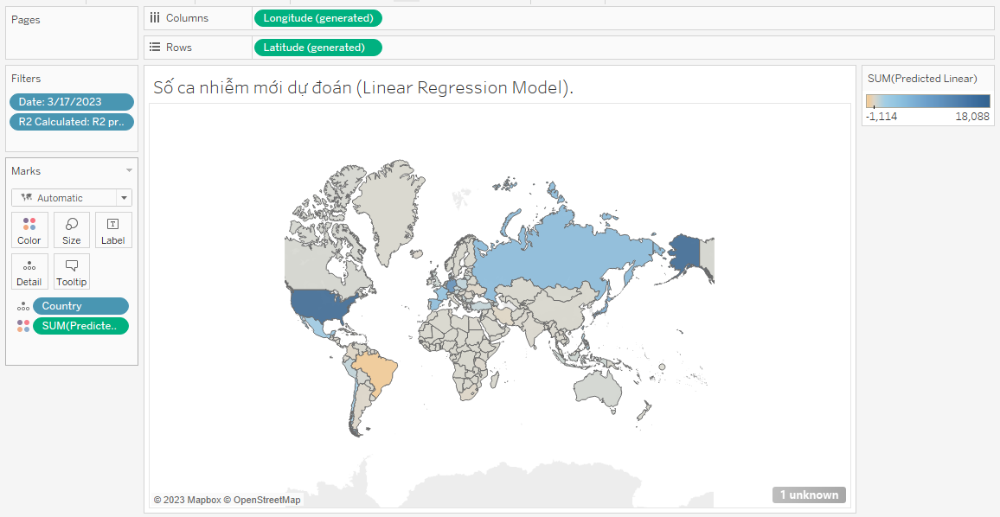 Pages
Columns
Longitude (generated)
Rows
Latitude (generated)
Filters
Date: 3/17/2023
R2 Calculated: R2 pr..
Marks
Automatic
Color
Size
Label
Detail
Tooltip
Country
SUM(Predicte..
Số ca nhiễm mới dự đoán (Linear Regression Model).
© 2023 Mapbox © OpenStreetMap
1 unknown
SUM(Predicted Linear)
-1,114 18,088